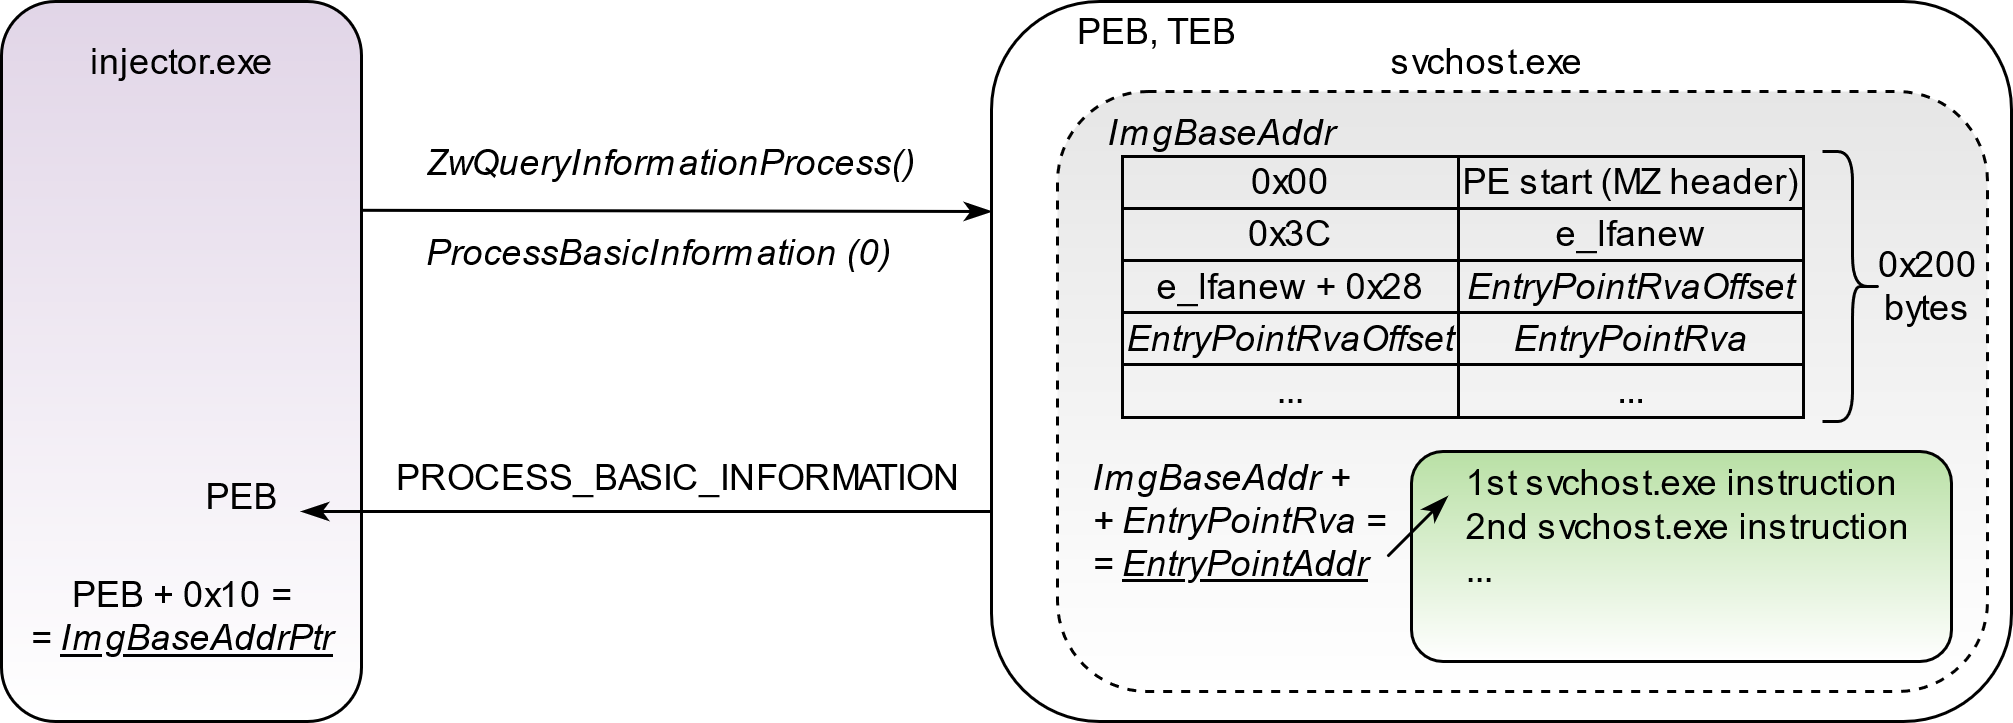 injector.exe
PEB + 0x10 =
= ImgBaseAddrPtr
PEB
ZwQueryInformationProcess()
ProcessBasicInformation (0)
PROCESS_BASIC_INFORMATION
PEB, TEB
svchost.exe
ImgBaseAddr
0x00 PE start (MZ header)
0x3C e_lfanew
e_lfanew + 0x28 EntryPointRvaOffset
EntryPointRvaOffset EntryPointRva
... ...
0x200
bytes
ImgBaseAddr +
+ EntryPointRva =
= EntryPointAddr
1st svchost.exe instruction
2nd svchost.exe instruction
...